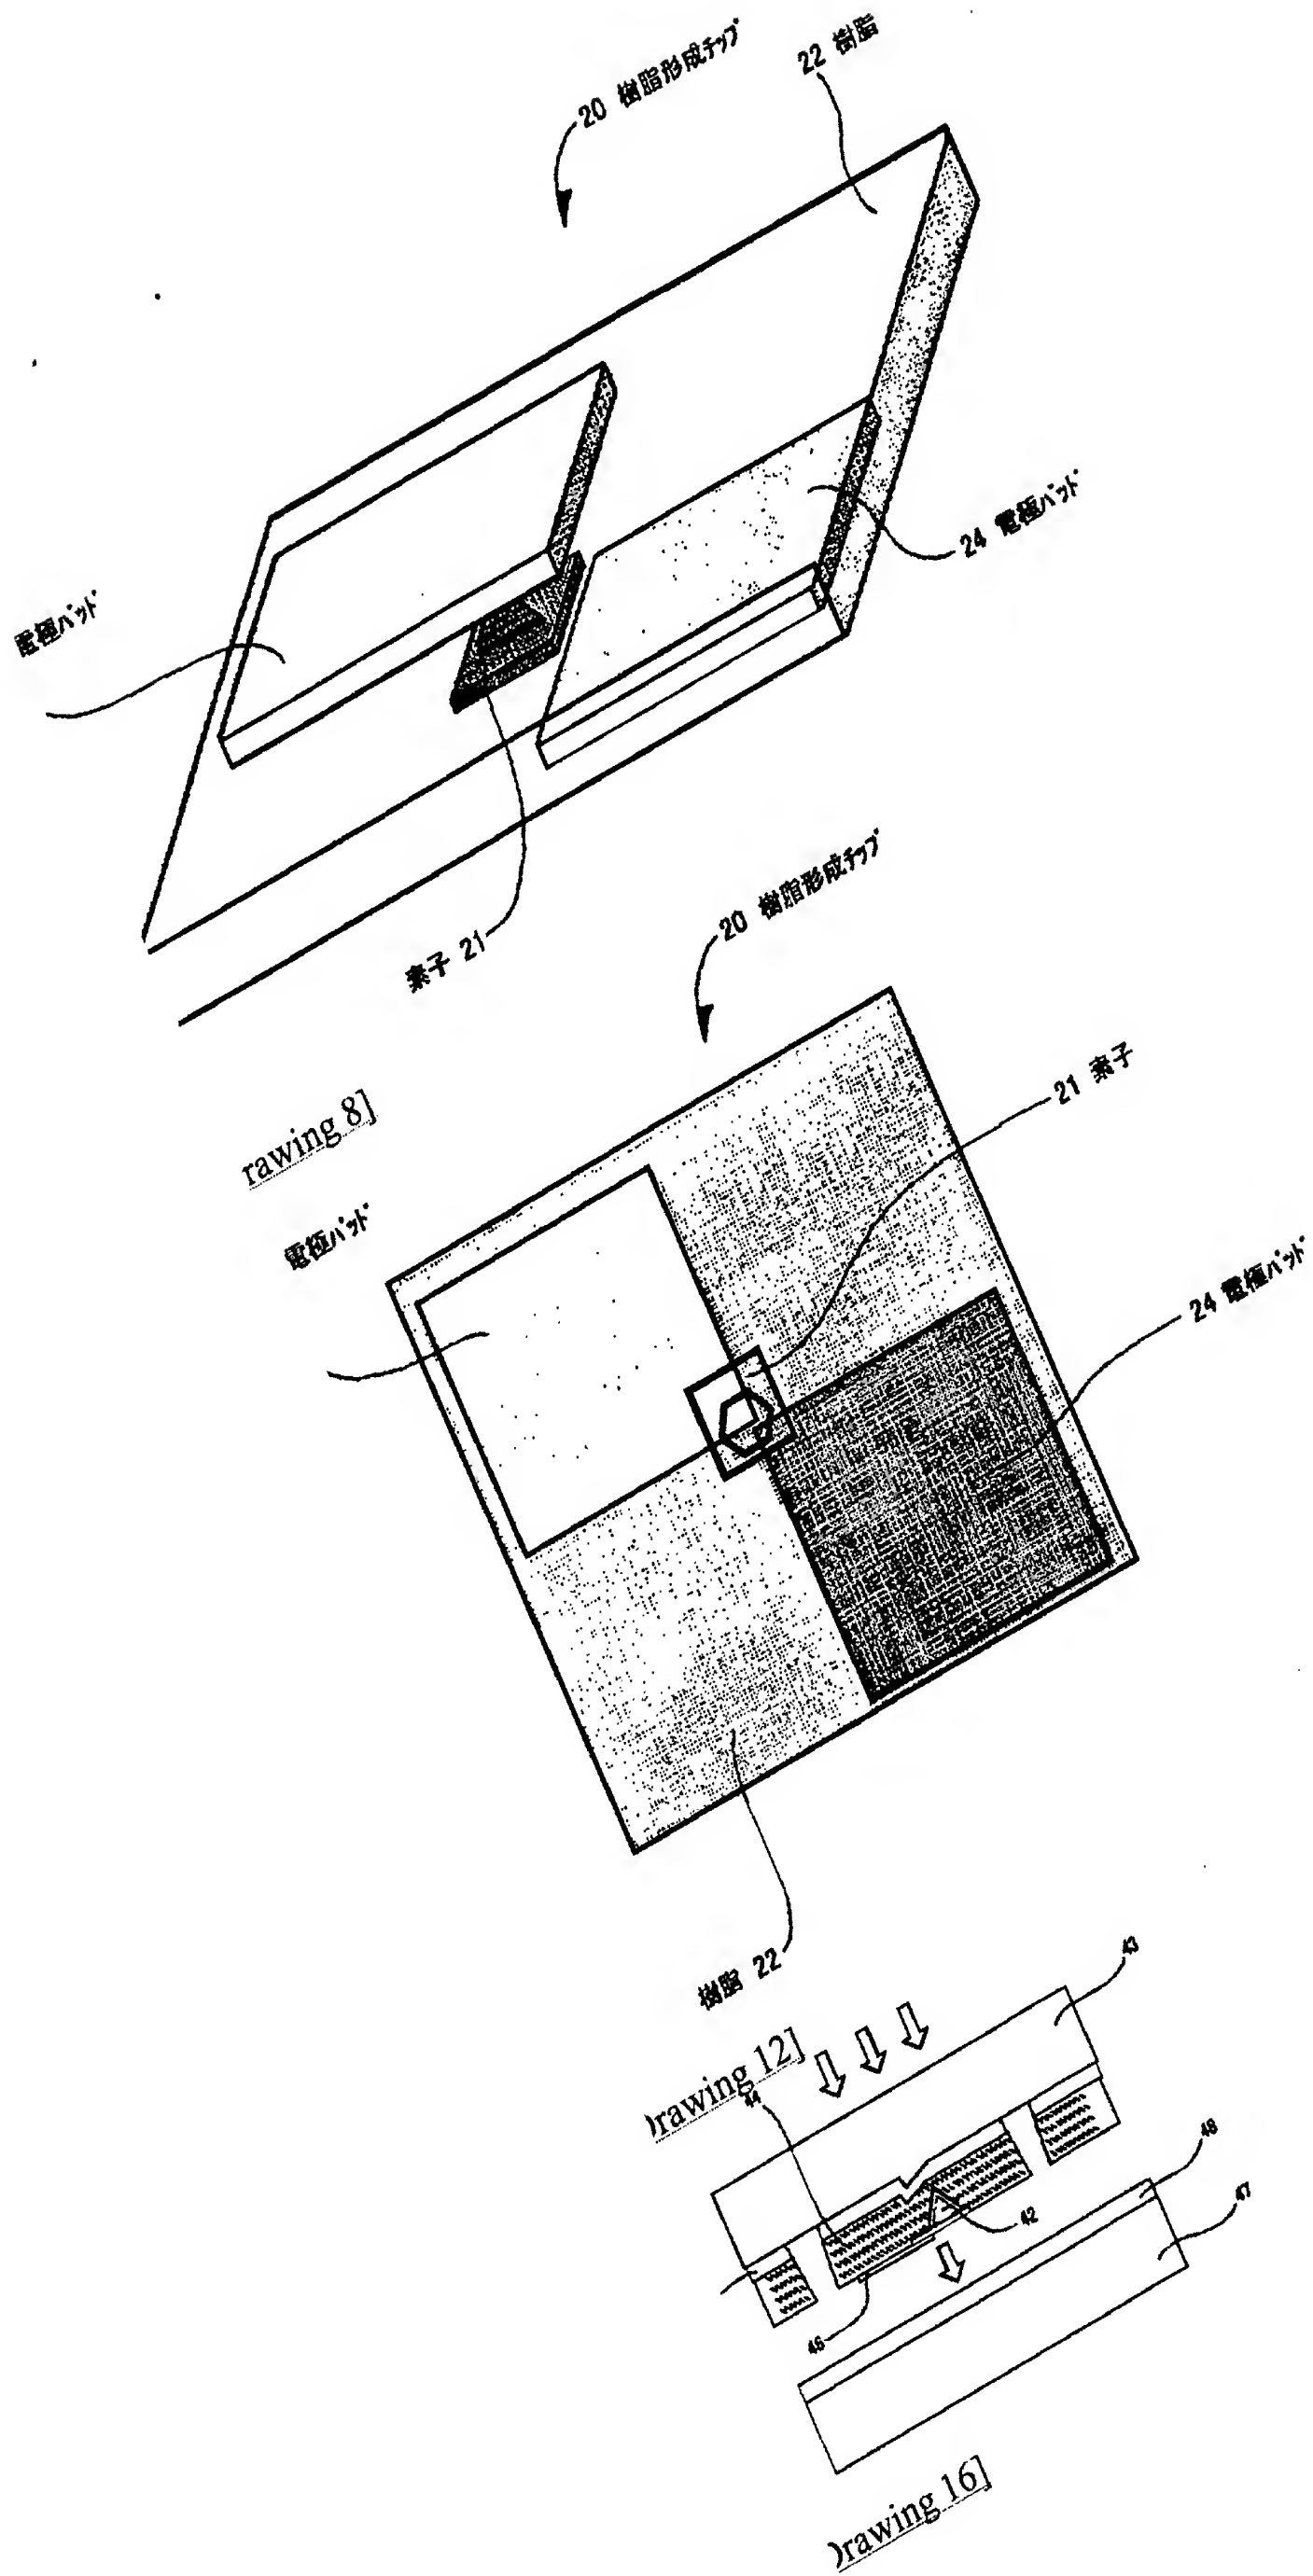 20 樹脂形成チップ
22 樹脂
電極パッド
24 電極パッド
素子 21
rawing 8]
20 樹脂形成チップ
21 素子
電極パッド
24 電極パッド
樹脂 22
rawing 12]
43
44
48
47
42
46
rawing 16]